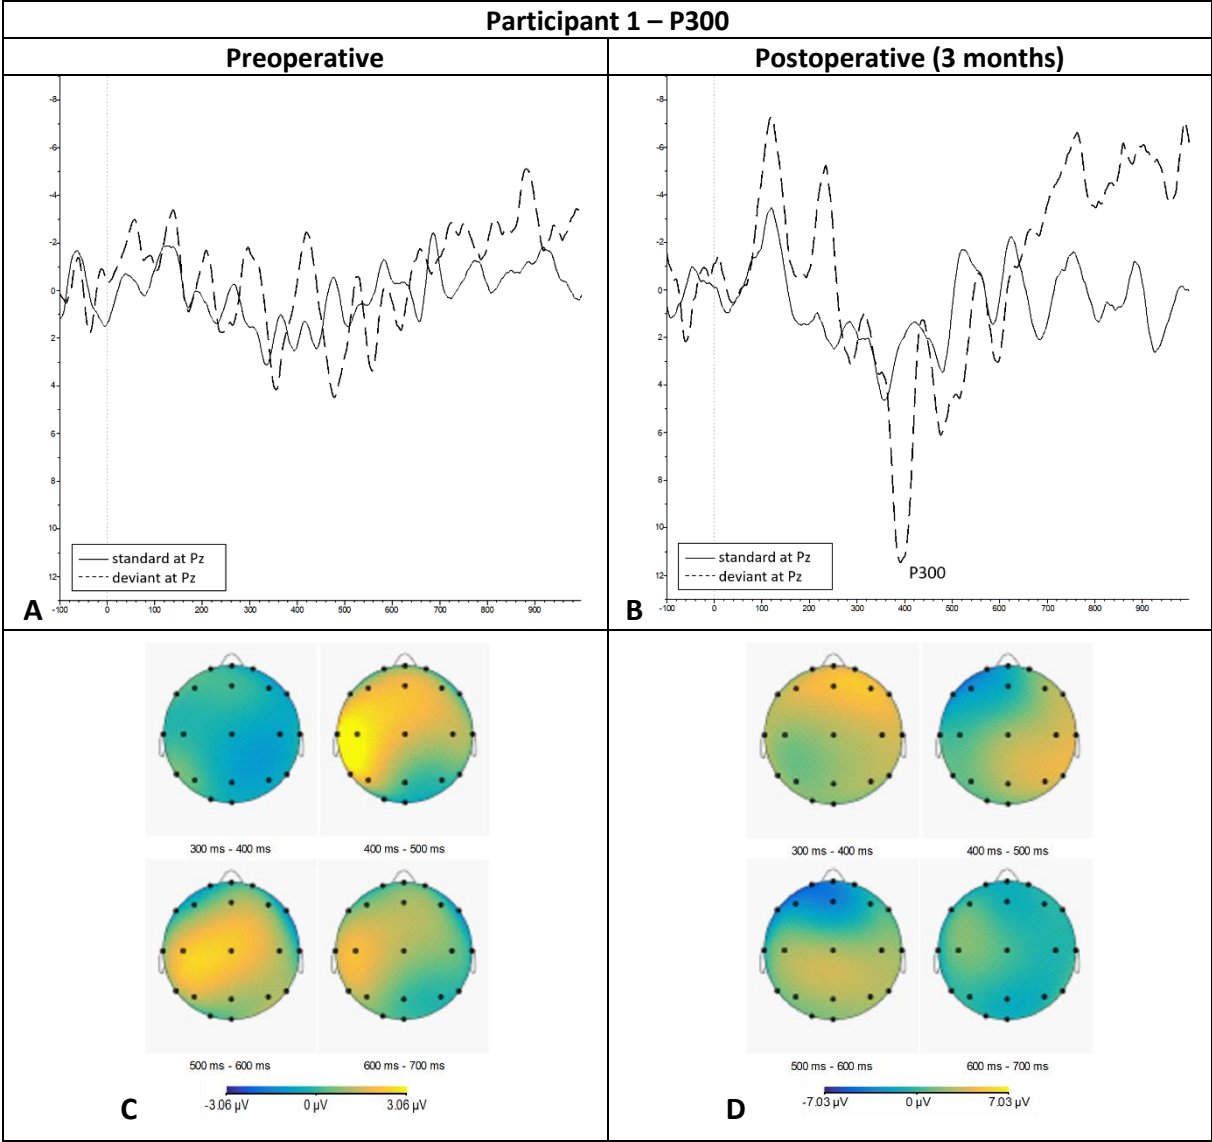 Participant 1 – P300
Preoperative
Postoperative (3 months)
-8
-6
-4
-2
0
2
4
6
8
10
12
-100
0
100
200
300
400
500
600
700
800
900
standard at Pz
deviant at Pz
A
-8
-6
-4
-2
0
2
4
6
8
10
12
-100
0
100
200
300
400
500
600
700
800
900
standard at Pz
deviant at Pz
P300
B
300 ms - 400 ms
400 ms - 500 ms
500 ms - 600 ms
600 ms - 700 ms
-3.06 µV
0 µV
3.06 µV
C
300 ms - 400 ms
400 ms - 500 ms
500 ms - 600 ms
600 ms - 700 ms
-7.03 µV
0 µV
7.03 µV
D